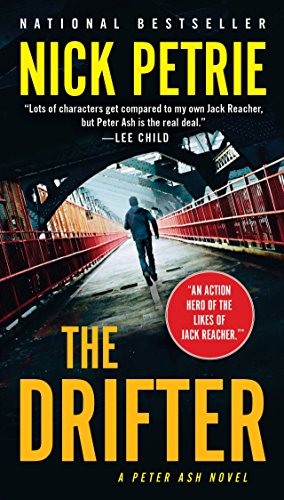 NATIONAL BESTSELLER
NICK PETRIE
“Lots of characters get compared to my own Jack Reacher,
but Peter Ash is the real deal.”
—LEE CHILD
“AN ACTION
HERO OF THE
LIKES OF
JACK REACHER.”*
THE
DRIFTER
A PETER ASH NOVEL